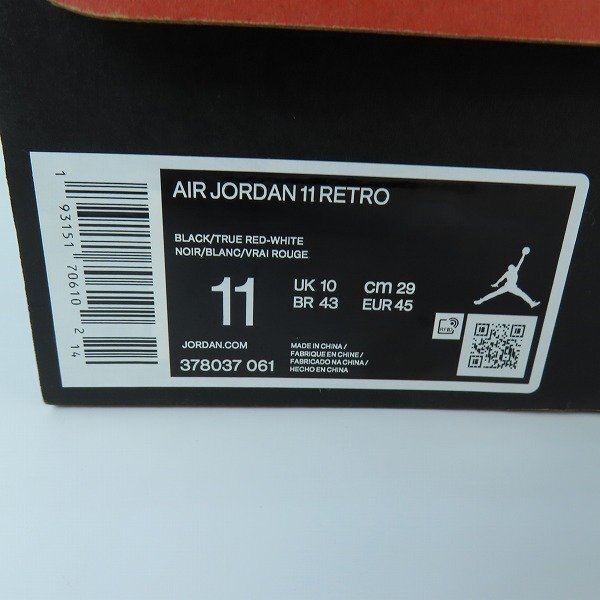 AIR JORDAN 11 RETRO
BLACK/TRUE RED-WHITE
NOIR/BLANC/VRAI ROUGE
11
UK 10 cm 29
BR 43 EUR 45
JORDAN.COM
378037 061
MADE IN CHINA/
FABRIQUE EN CHINE/
FABRICADO NA CHINA/
HECHO EN CHINA
RFID
1 93151 70610 2 14